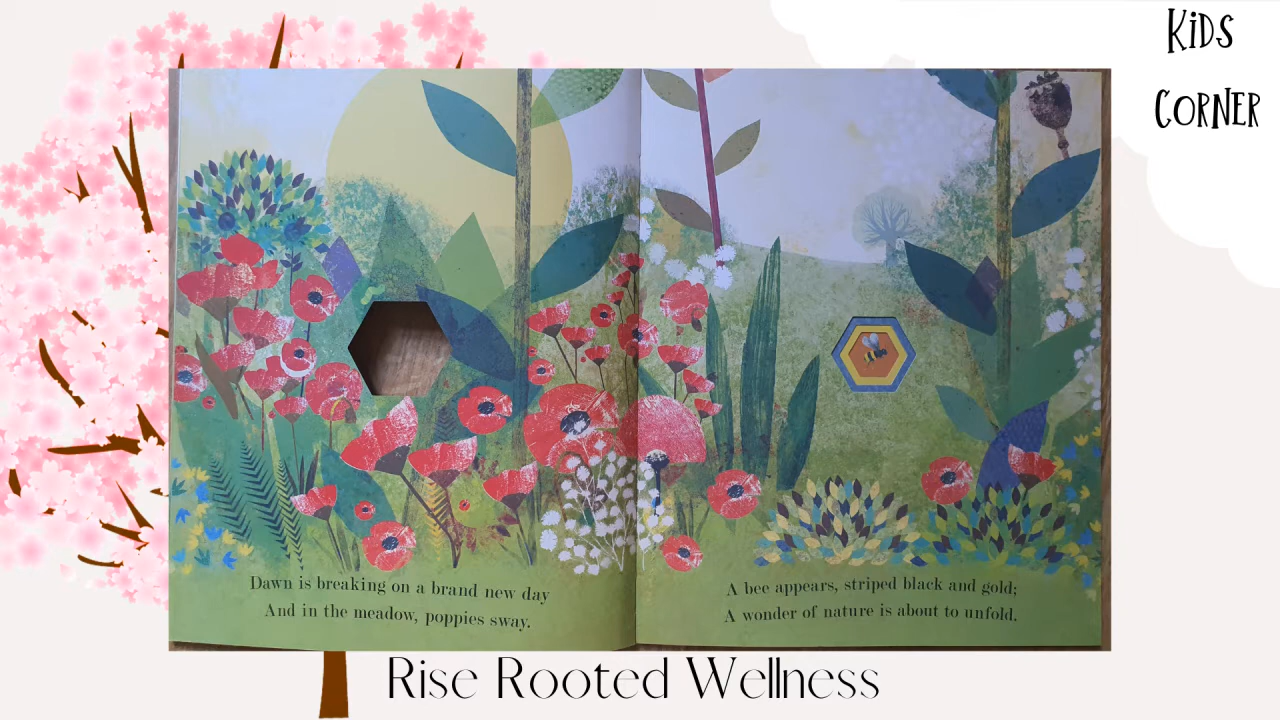 KiDS
CORNER
Dawn is breaking on a brand new day
And in the meadow, poppies sway.
A bee appears, striped black and gold;
A wonder of nature is about to unfold.
Rise Rooted Wellness